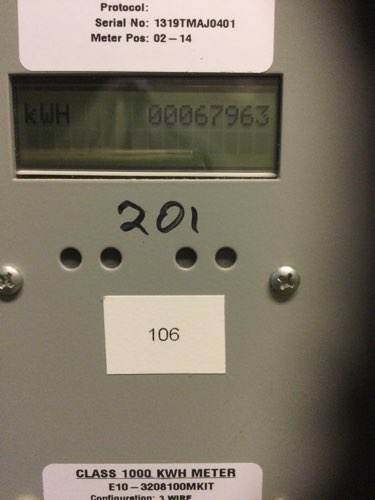 Protocol:
Serial No: 1319TMAJ0401
Meter Pos: 02-14
kWH 00067963
201
106
CLASS 1000 KWH METER
E10-3208100MKIT
Configuration: 3 WIRE